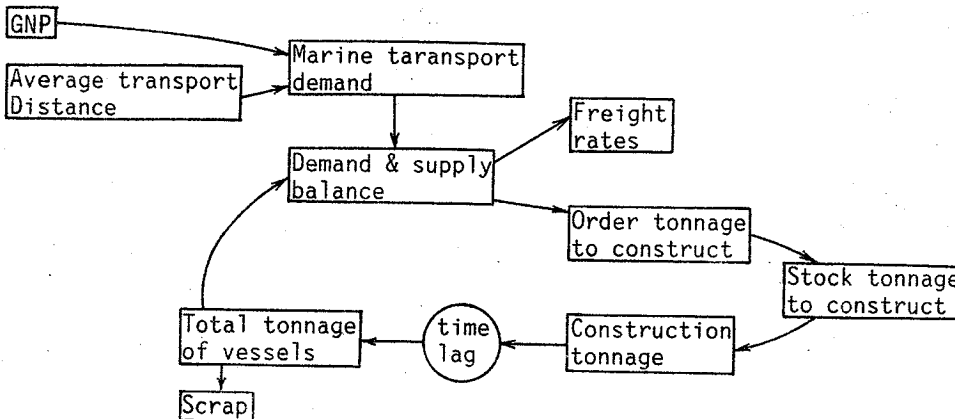 GNP
Marine taransport
demand
Average transport
Distance
Freight
rates
Demand & supply
balance
Order tonnage
to construct
Stock tonnage
to construct
Total tonnage
of vessels
time
lag
Construction
tonnage
Scrap